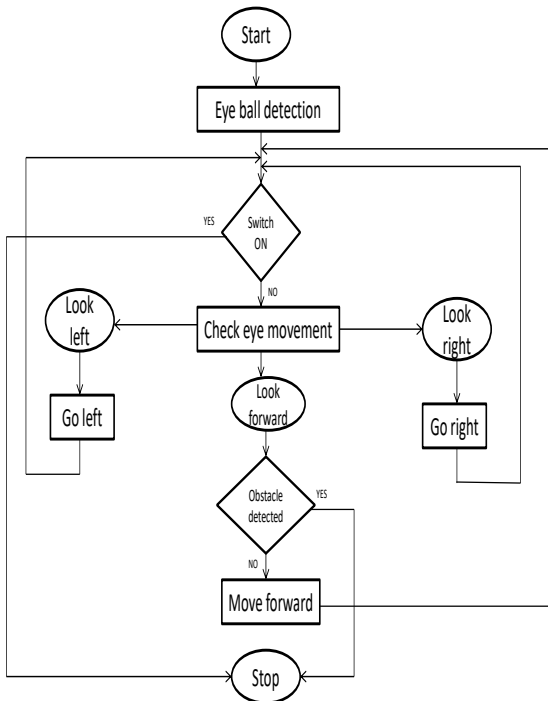 Start
Eye ball detection
YES
Switch
ON
NO
Look
left
Check eye movement
Look
right
Look
forward
Go left
Go right
Obstacle
detected
YES
NO
Move forward
Stop